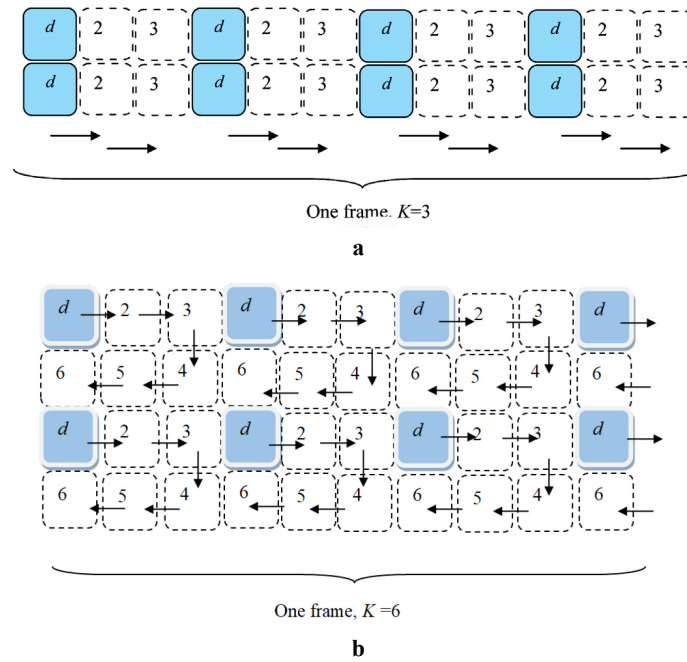 d 2 3 d 2 3 d 2 3 d 2 3
d 2 3 d 2 3 d 2 3 d 2 3
One frame. K=3
a
d 2 3 d 2 3 d 2 3 d
6 5 4 6 5 4 6 5 4 6
d 2 3 d 2 3 d 2 3 d
6 5 4 6 5 4 6 5 4 6
One frame, K =6
b